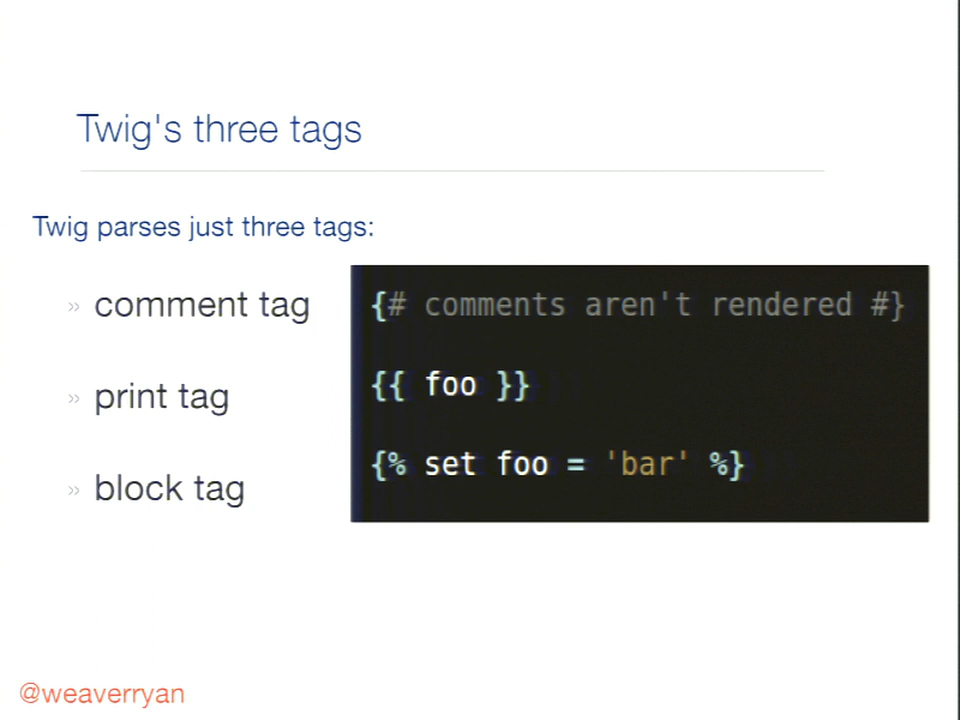 Twig's three tags
Twig parses just three tags:
» comment tag
{# comments aren't rendered #}
» print tag
{{ foo }}
» block tag
{% set foo = 'bar' %}
@weaverryan